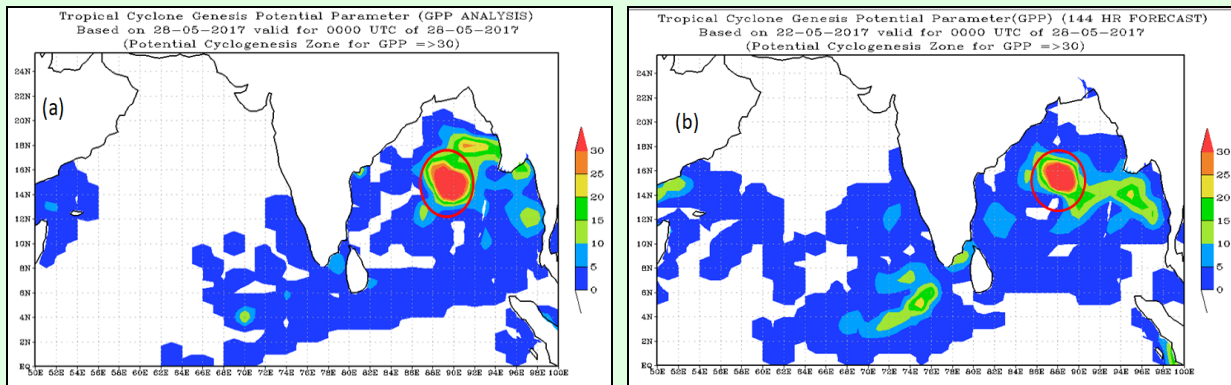 Tropical Cyclone Genesis Potential Parameter (GPP ANALYSIS)
Based on 28-05-2017 valid for 0000 UTC of 28-05-2017
(Potential Cyclogenesis Zone for GPP =>30)
(a)
24N
20N
18N
16N
14N
12N
10N
8N
6N
4N
2N
EQ
50E 52E 54E 56E 58E 60E 62E 64E 66E 68E 70E 72E 74E 76E 78E 80E 82E 84E 86E 88E 90E 92E 94E 96E 98E 100E
30
25
20
15
10
5
0
Tropical Cyclone Genesis Potential Parameter(GPP) (144 HR FORECAST)
Based on 22-05-2017 valid for 0000 UTC of 28-05-2017
(Potential Cyclogenesis Zone for GPP =>30)
(b)
24N
22N
20N
18N
16N
14N
12N
10N
8N
6N
4N
2N
EQ
50E 52E 54E 56E 58E 60E 62E 64E 66E 68E 70E 72E 74E 76E 78E 80E 82E 84E 86E 88E 90E 92E 94E 96E 98E 100E
30
25
20
15
10
5
0